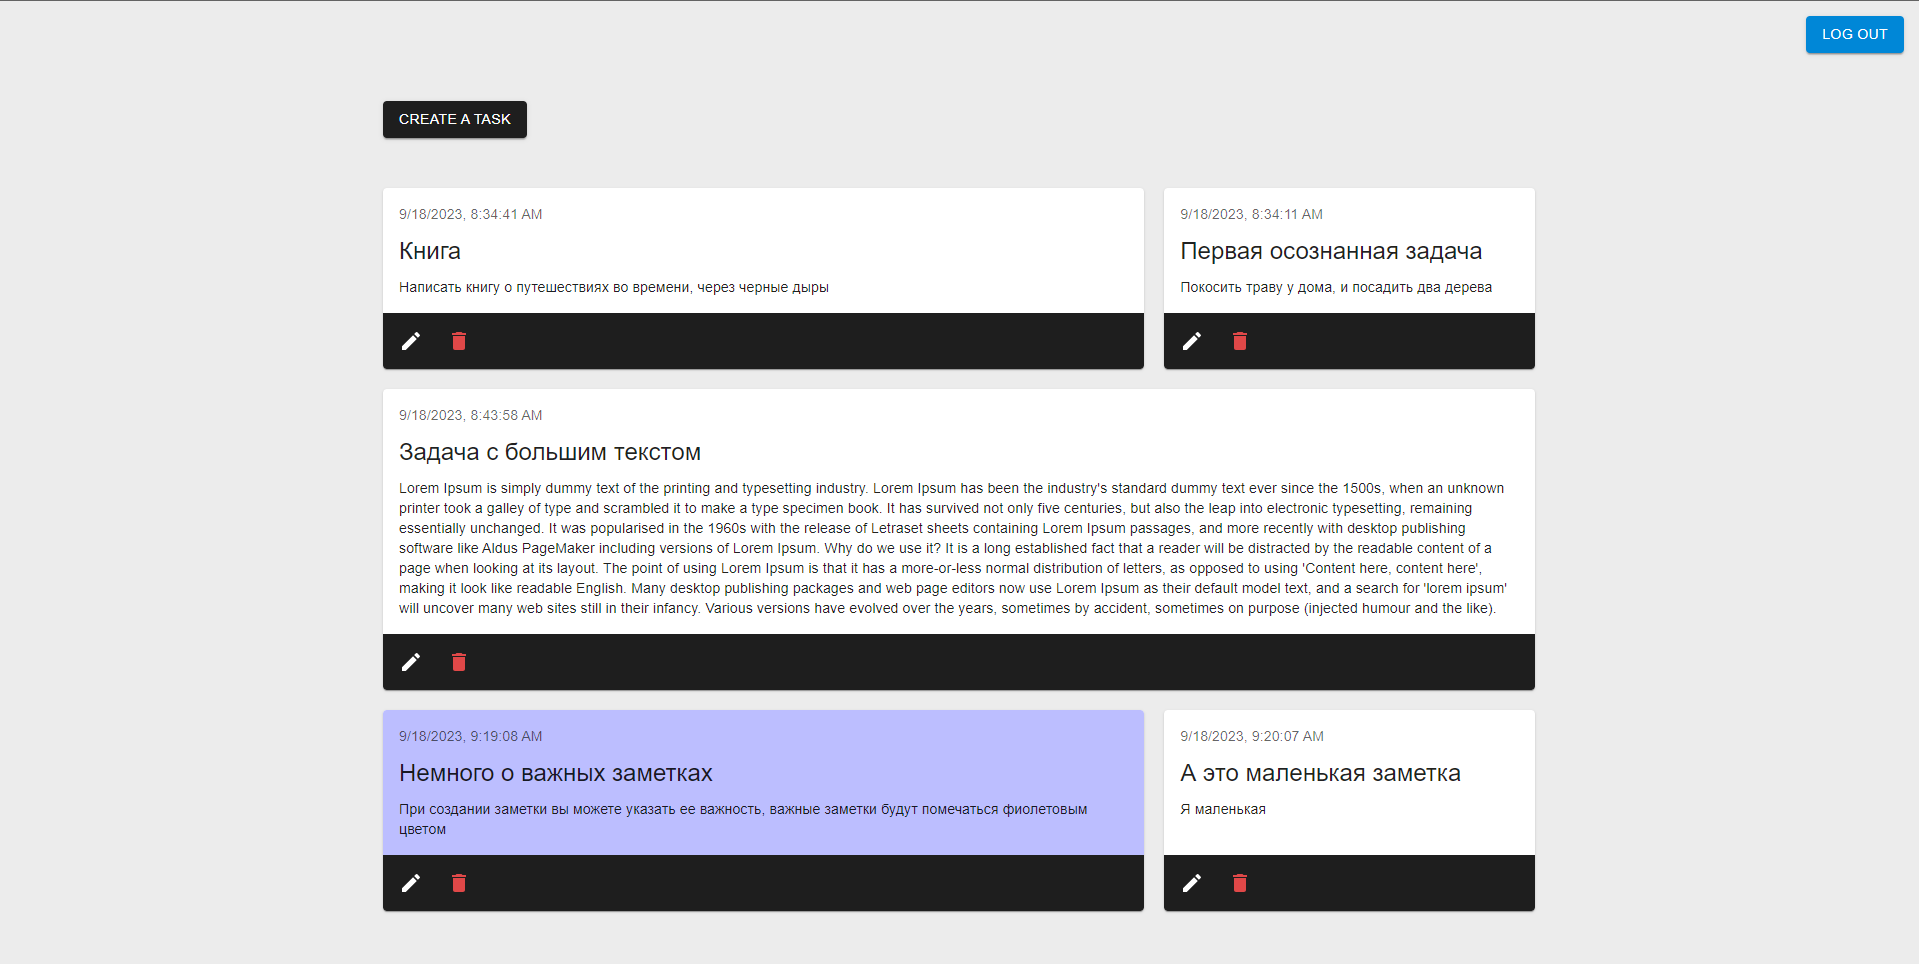 LOG OUT
CREATE A TASK
9/18/2023, 8:34:41 AM
Книга
Написать книгу о путешествиях во времени, через черные дыры
9/18/2023, 8:34:11 AM
Первая осознанная задача
Покосить траву у дома, и посадить два дерева
9/18/2023, 8:43:58 AM
Задача с большим текстом
Lorem Ipsum is simply dummy text of the printing and typesetting industry. Lorem Ipsum has been the industry's standard dummy text ever since the 1500s, when an unknown
printer took a galley of type and scrambled it to make a type specimen book. It has survived not only five centuries, but also the leap into electronic typesetting, remaining
essentially unchanged. It was popularised in the 1960s with the release of Letraset sheets containing Lorem Ipsum passages, and more recently with desktop publishing
software like Aldus PageMaker including versions of Lorem Ipsum. Why do we use it? It is a long established fact that a reader will be distracted by the readable content of a
page when looking at its layout. The point of using Lorem Ipsum is that it has a more-or-less normal distribution of letters, as opposed to using 'Content here, content here',
making it look like readable English. Many desktop publishing packages and web page editors now use Lorem Ipsum as their default model text, and a search for 'lorem ipsum'
will uncover many web sites still in their infancy. Various versions have evolved over the years, sometimes by accident, sometimes on purpose (injected humour and the like).
9/18/2023, 9:19:08 AM
Немного о важных заметках
При создании заметки вы можете указать ее важность, важные заметки будут помечаться фиолетовым
цветом
9/18/2023, 9:20:07 AM
А это маленькая заметка
Я маленькая